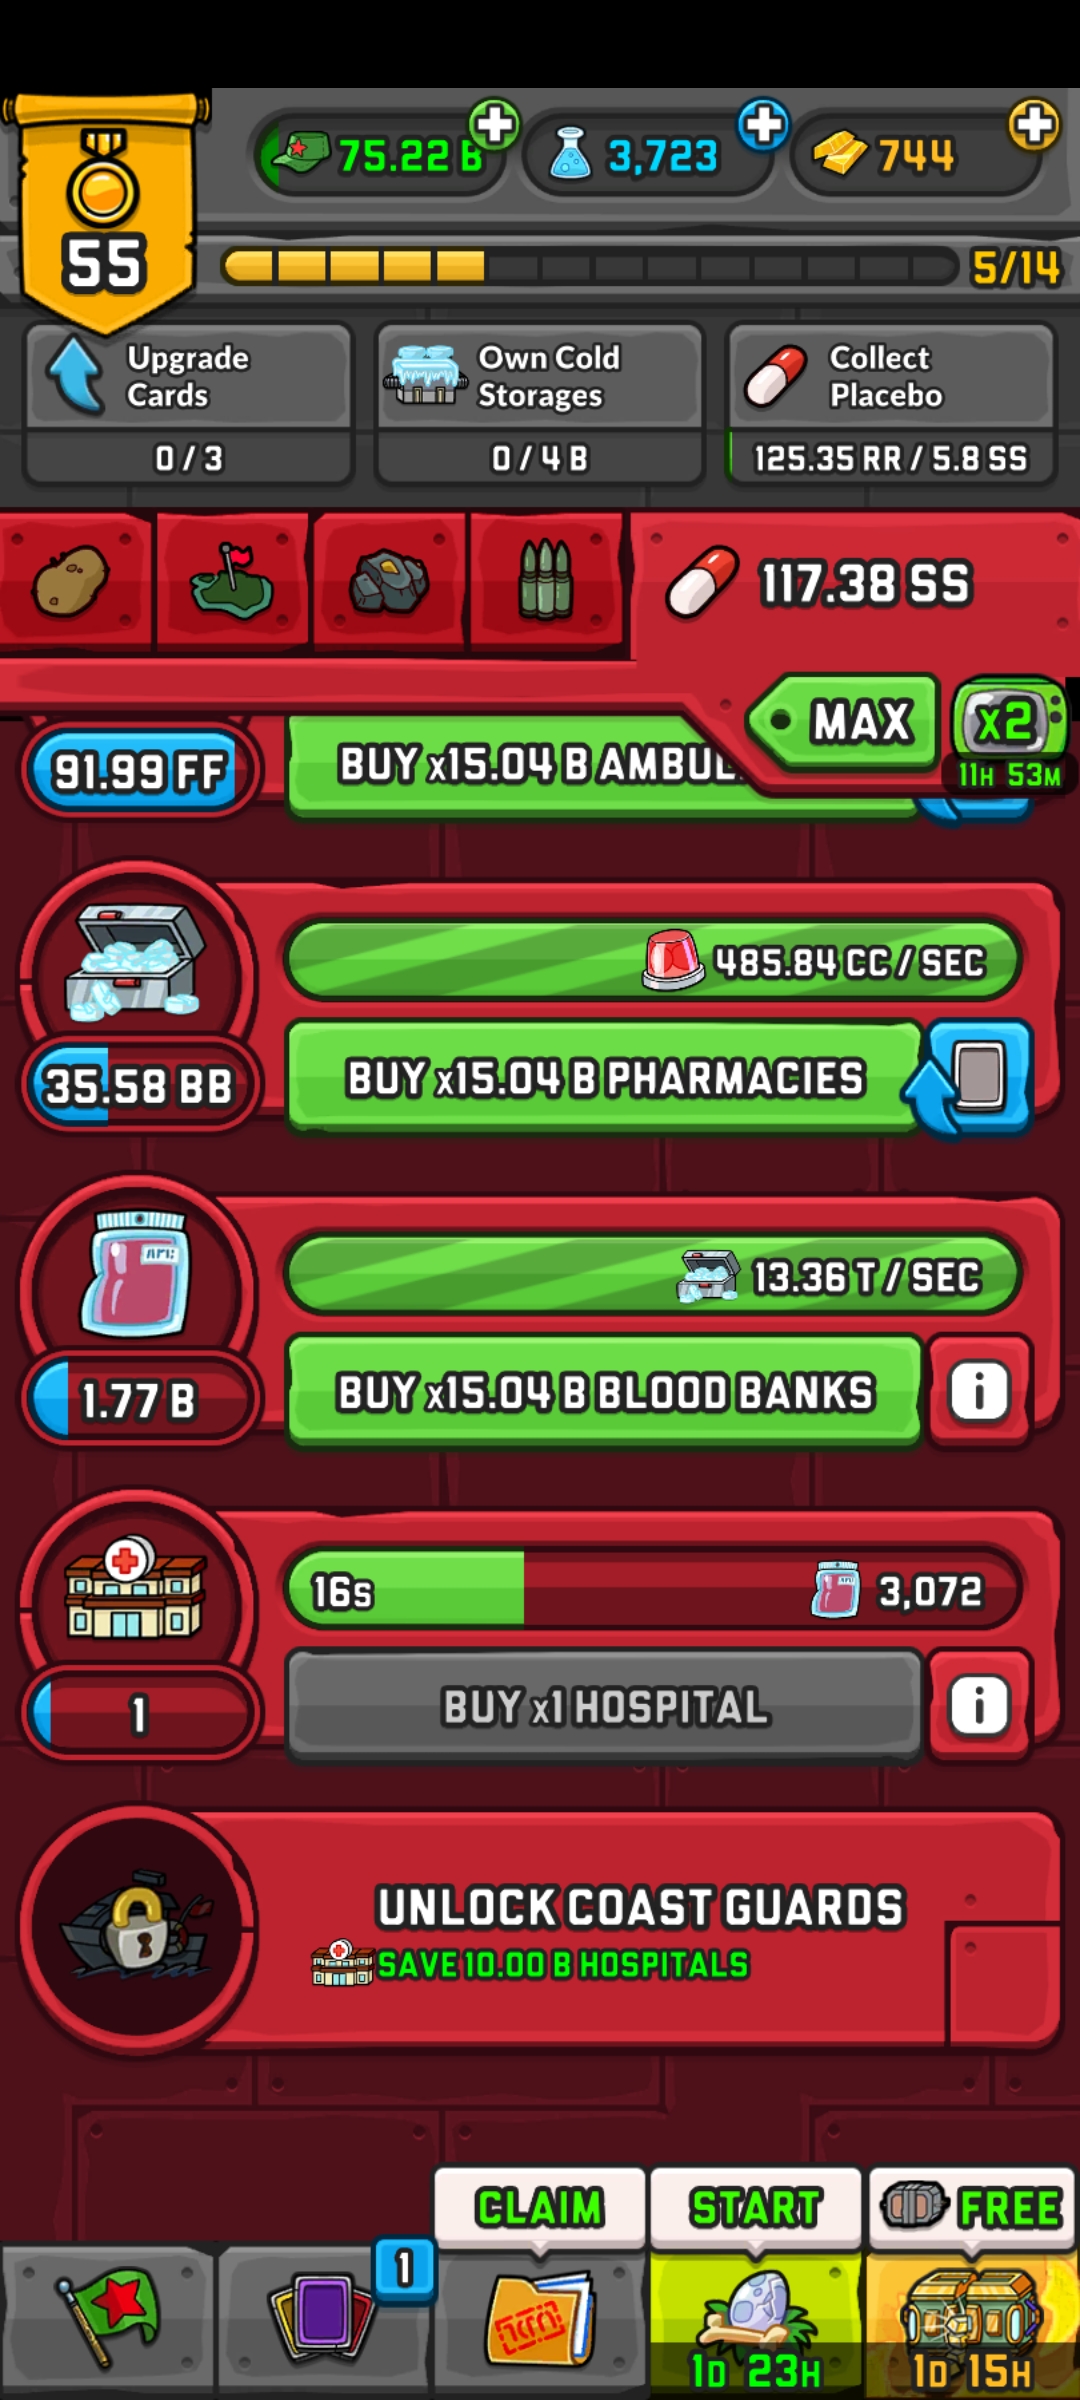 55
75.22 B
3,723
744
5/14
Upgrade
Cards
0 / 3
Own Cold
Storages
0 / 4 B
Collect
Placebo
125.35 RR / 5.8 SS
117.38 SS
MAX
x2
11H 53M
91.99 FF
BUY x15.04 B AMBUL
485.84 CC / SEC
35.58 BB
BUY x15.04 B PHARMACIES
13.36 T / SEC
1.77 B
BUY x15.04 B BLOOD BANKS
i
16s
3,072
1
BUY x1 HOSPITAL
i
UNLOCK COAST GUARDS
SAVE 10.00 B HOSPITALS
CLAIM
START
FREE
1
1D 23H
1D 15H